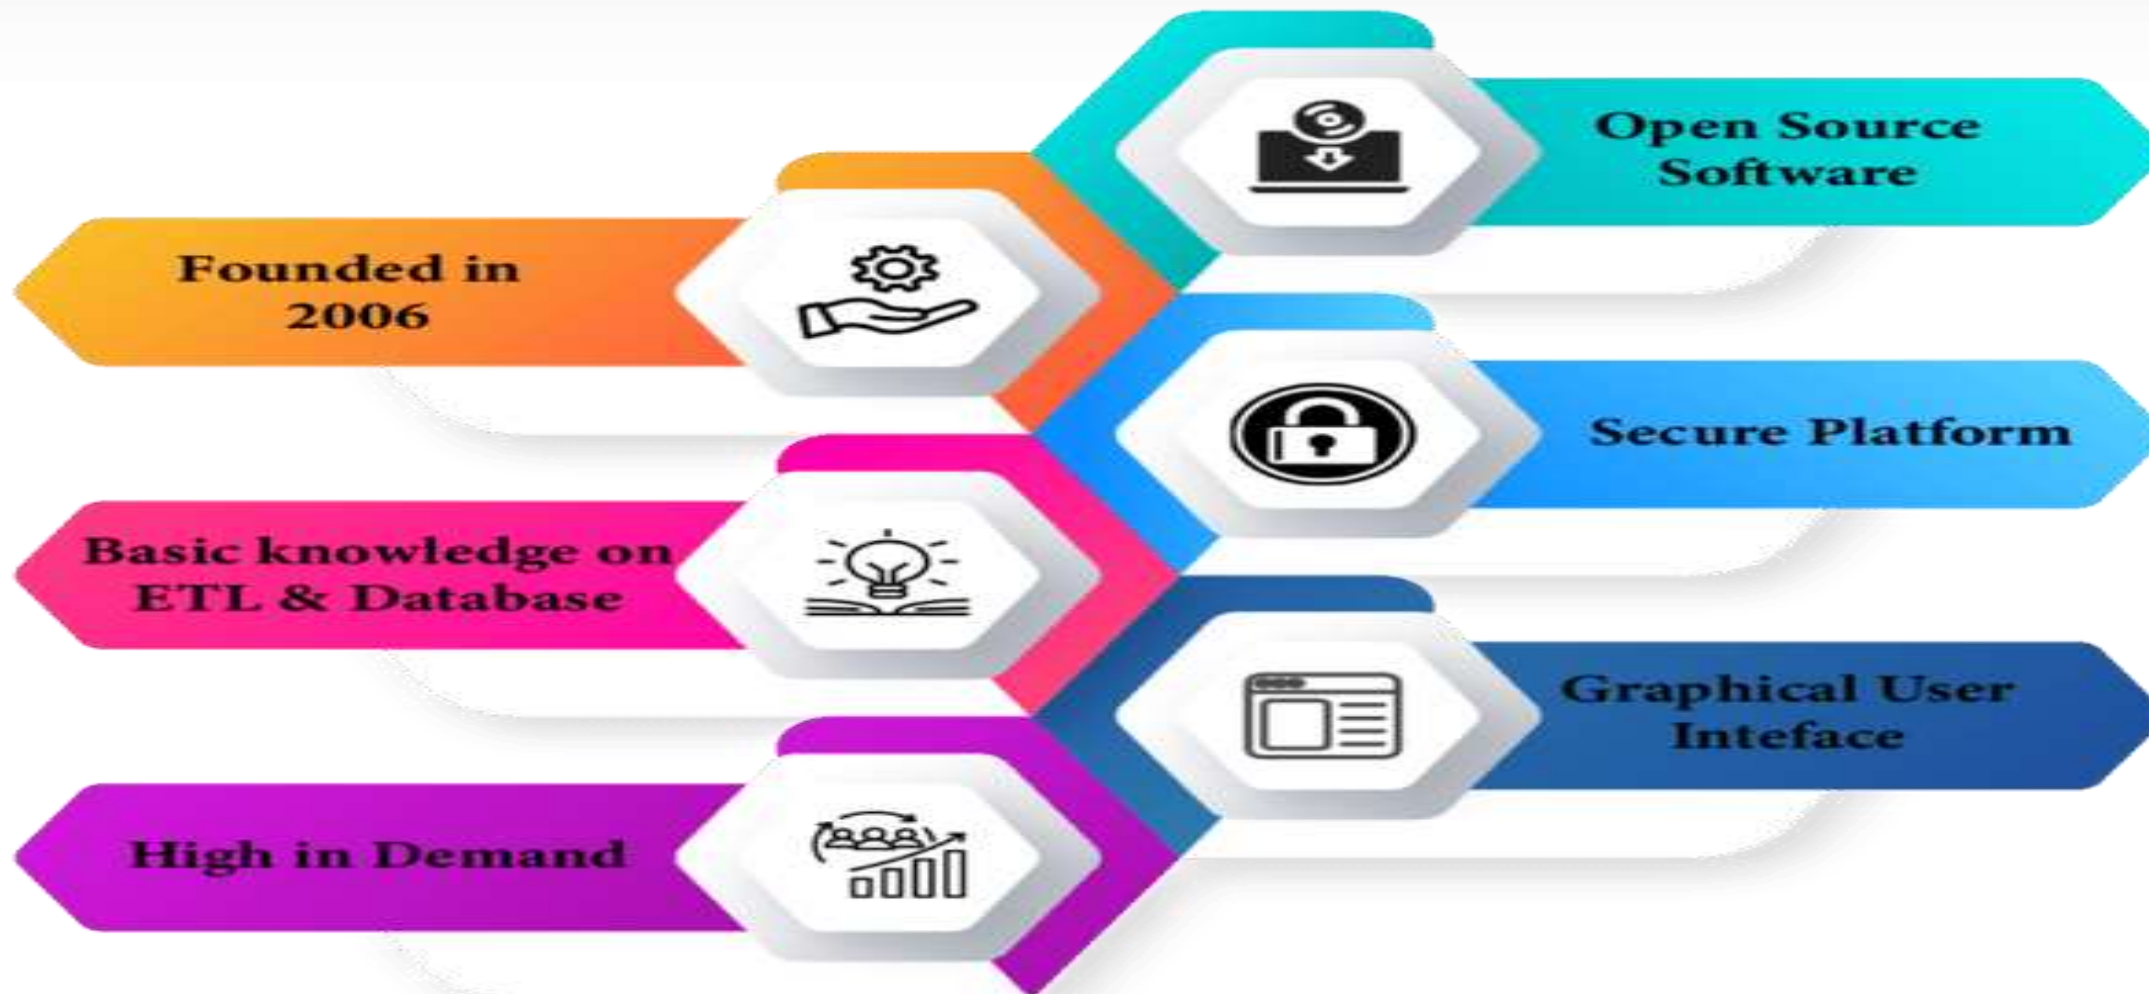 Open Source
Software
Founded in
2006
Secure Platform
Basic knowledge on
ETL & Database
Graphical User
Inteface
High in Demand